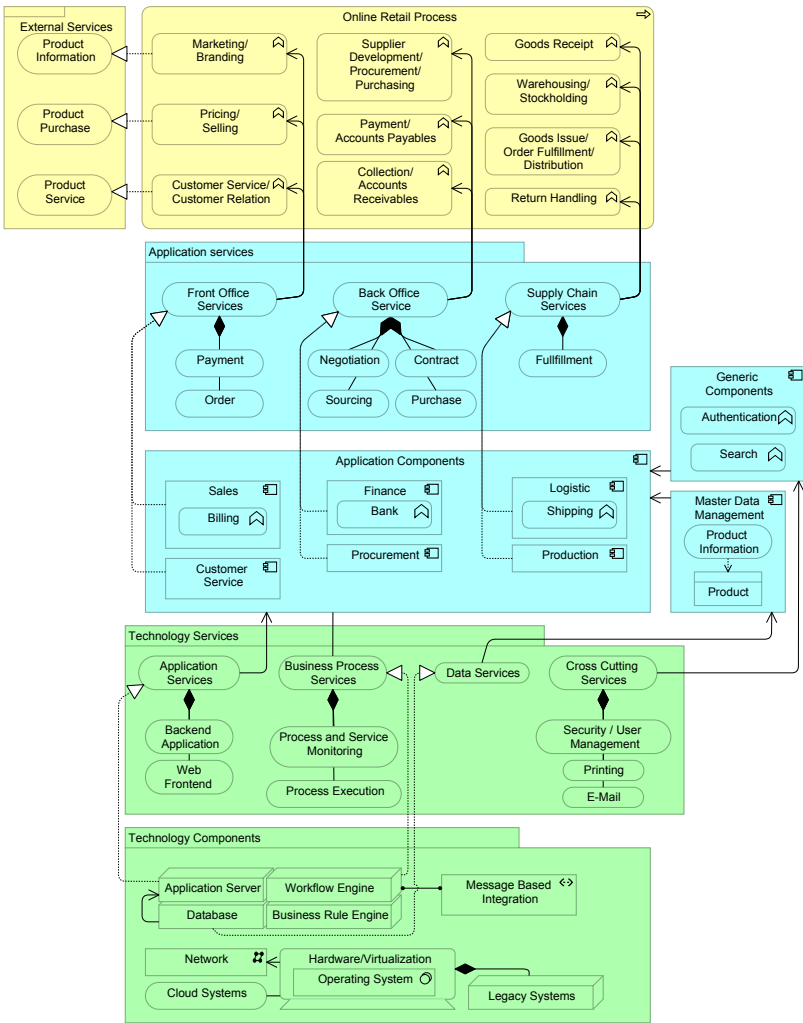 External Services
Product
Information
Product
Purchase
Product
Service
Online Retail Process
Marketing/
Branding
Pricing/
Selling
Customer Service/
Customer Relation
Supplier
Development/
Procurement/
Purchasing
Payment/
Accounts Payables
Collection/
Accounts
Receivables
Goods Receipt
Warehousing/
Stockholding
Goods Issue/
Order Fulfillment/
Distribution
Return Handling
Application services
Front Office
Services
Payment
Order
Back Office
Service
Negotiation
Contract
Sourcing
Purchase
Supply Chain
Services
Fullfillment
Generic
Components
Authentication
Search
Application Components
Sales
Billing
Customer
Service
Finance
Bank
Procurement
Logistic
Shipping
Production
Master Data
Management
Product
Information
Product
Technology Services
Application
Services
Backend
Application
Web
Frontend
Business Process
Services
Process and Service
Monitoring
Process Execution
Data Services
Cross Cutting
Services
Security / User
Management
Printing
E-Mail
Technology Components
Application Server
Workflow Engine
Database
Business Rule Engine
Message Based
Integration
Network
Hardware/Virtualization
Operating System
Cloud Systems
Legacy Systems